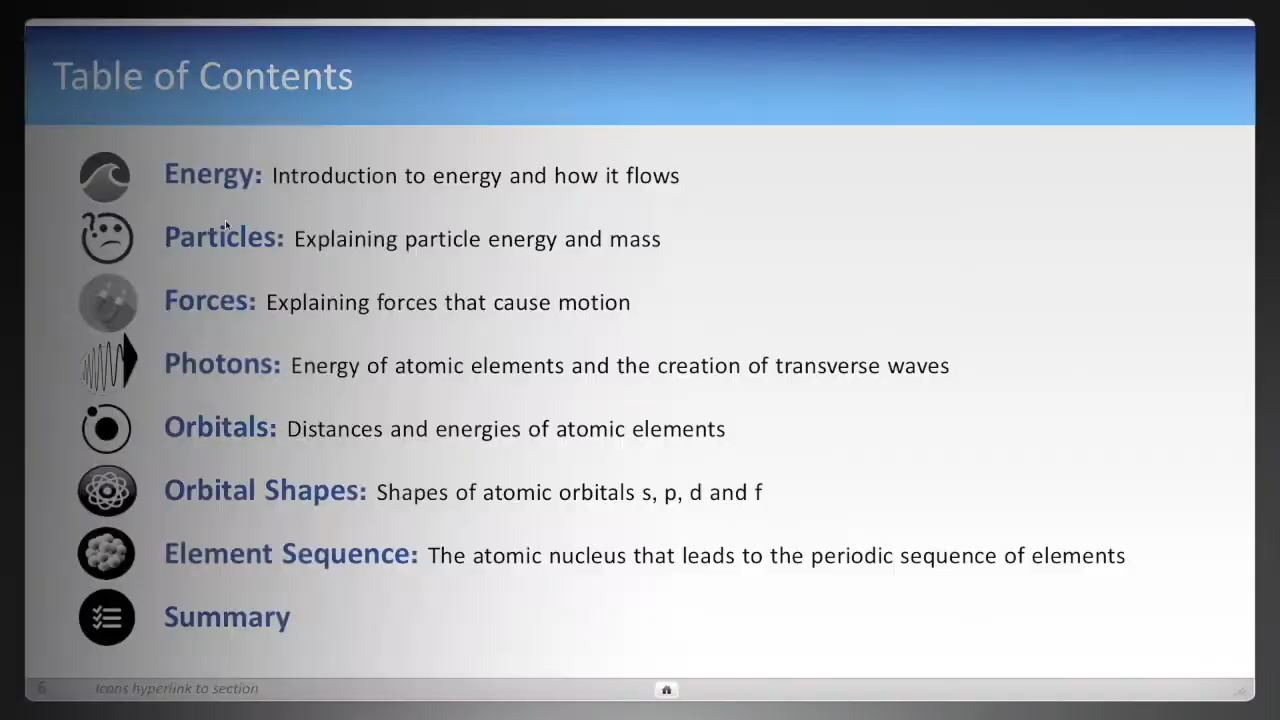 Table of Contents
Energy: Introduction to energy and how it flows
Particles: Explaining particle energy and mass
Forces: Explaining forces that cause motion
Photons: Energy of atomic elements and the creation of transverse waves
Orbitals: Distances and energies of atomic elements
Orbital Shapes: Shapes of atomic orbitals s, p, d and f
Element Sequence: The atomic nucleus that leads to the periodic sequence of elements
Summary
6 Icons hyperlink to section